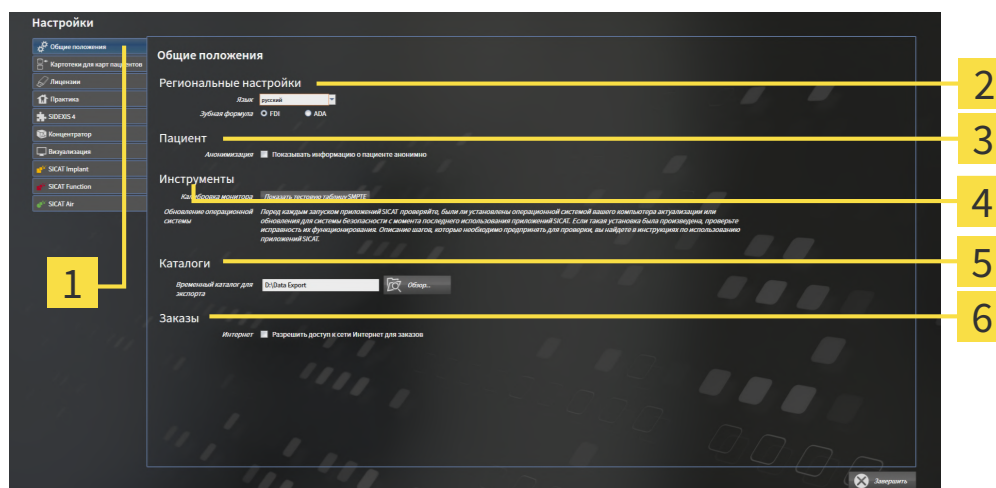 Настройки
Общие положения
Картотеки для карт пациентов
Лицензии
Практика
SIDEXIS 4
Концентратор
Визуализация
SICAT Implant
SICAT Function
SICAT Air
Общие положения
Региональные настройки
Язык русский
Зубная формула FDI ADA
Пациент
Анонимизация Показывать информацию о пациенте анонимно
Инструменты
Калибровка монитора Показать тестовую таблицу SMPTE
Обновление операционной системы
Перед каждым запуском приложений SICAT проверяйте, были ли установлены операционной системой вашего компьютера актуализации или
обновления для системы безопасности с момента последнего использования приложений SICAT. Если такая установка была произведена, проверьте
исправность их функционирования. Описание шагов, которые необходимо предпринять для проверки, вы найдете в инструкциях по использованию
приложений SICAT.
Каталоги
Временный каталог для экспорта
D:\Data Export Обзор...
Заказы
Интернет Разрешить доступ к сети Интернет для заказов
Завершить
1
2
3
4
5
6